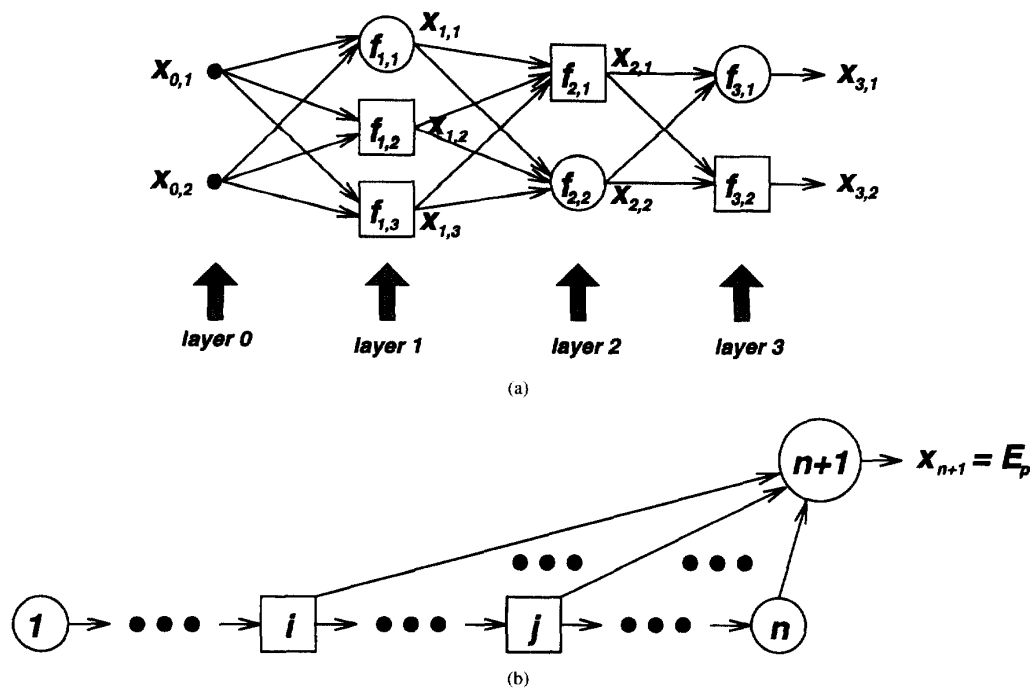 X0,1
X0,2
f1,1
X1,1
f1,2
X1,2
f1,3
X1,3
f2,1
X2,1
f2,2
X2,2
f3,1
X3,1
f3,2
X3,2
layer 0
layer 1
layer 2
layer 3
(a)
n+1
xn+1 = Ep
1
i
j
n
(b)